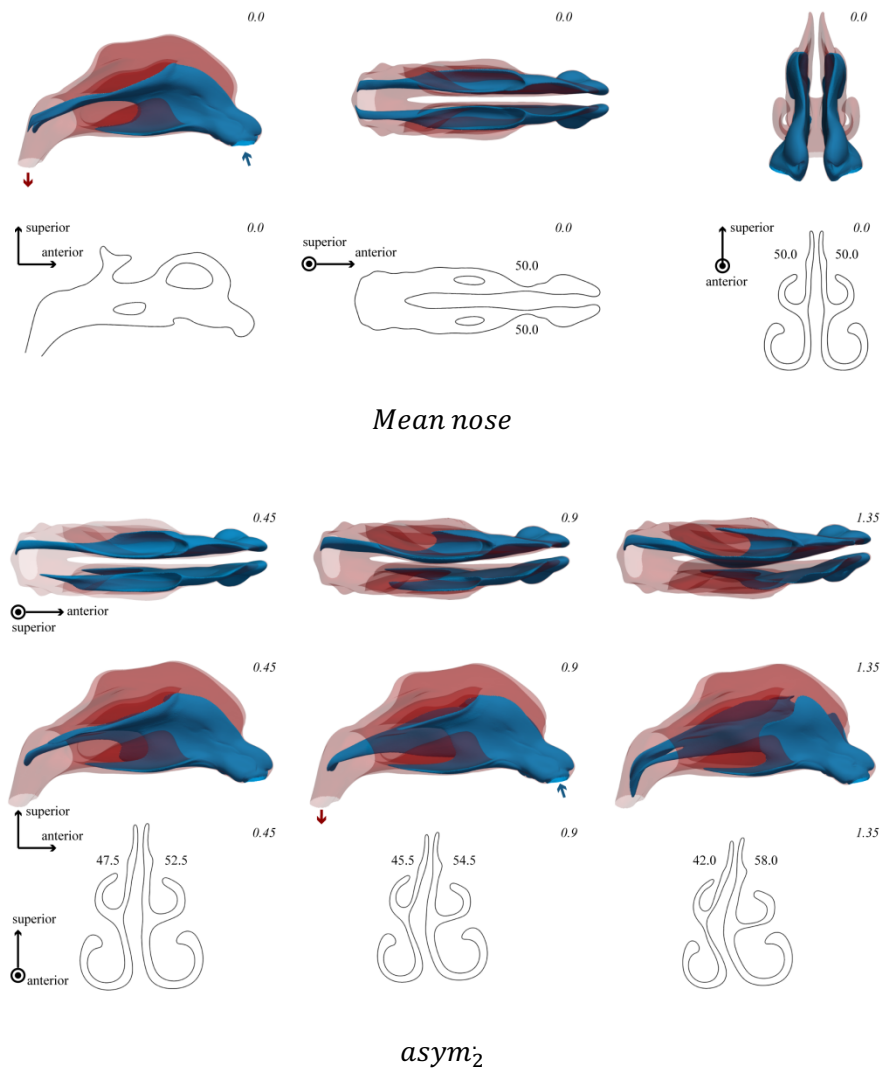 0.0 0.0 0.0
superior 0.0 0.0 superior 0.0
anterior superior anterior 50.0 50.0 50.0
anterior
50.0
Mean nose
0.45 0.9 1.35
anterior
superior
0.45 0.9 1.35
superior
anterior 0.45 0.9 1.35
47.5 52.5 45.5 54.5 42.0 58.0
superior
anterior
asym2